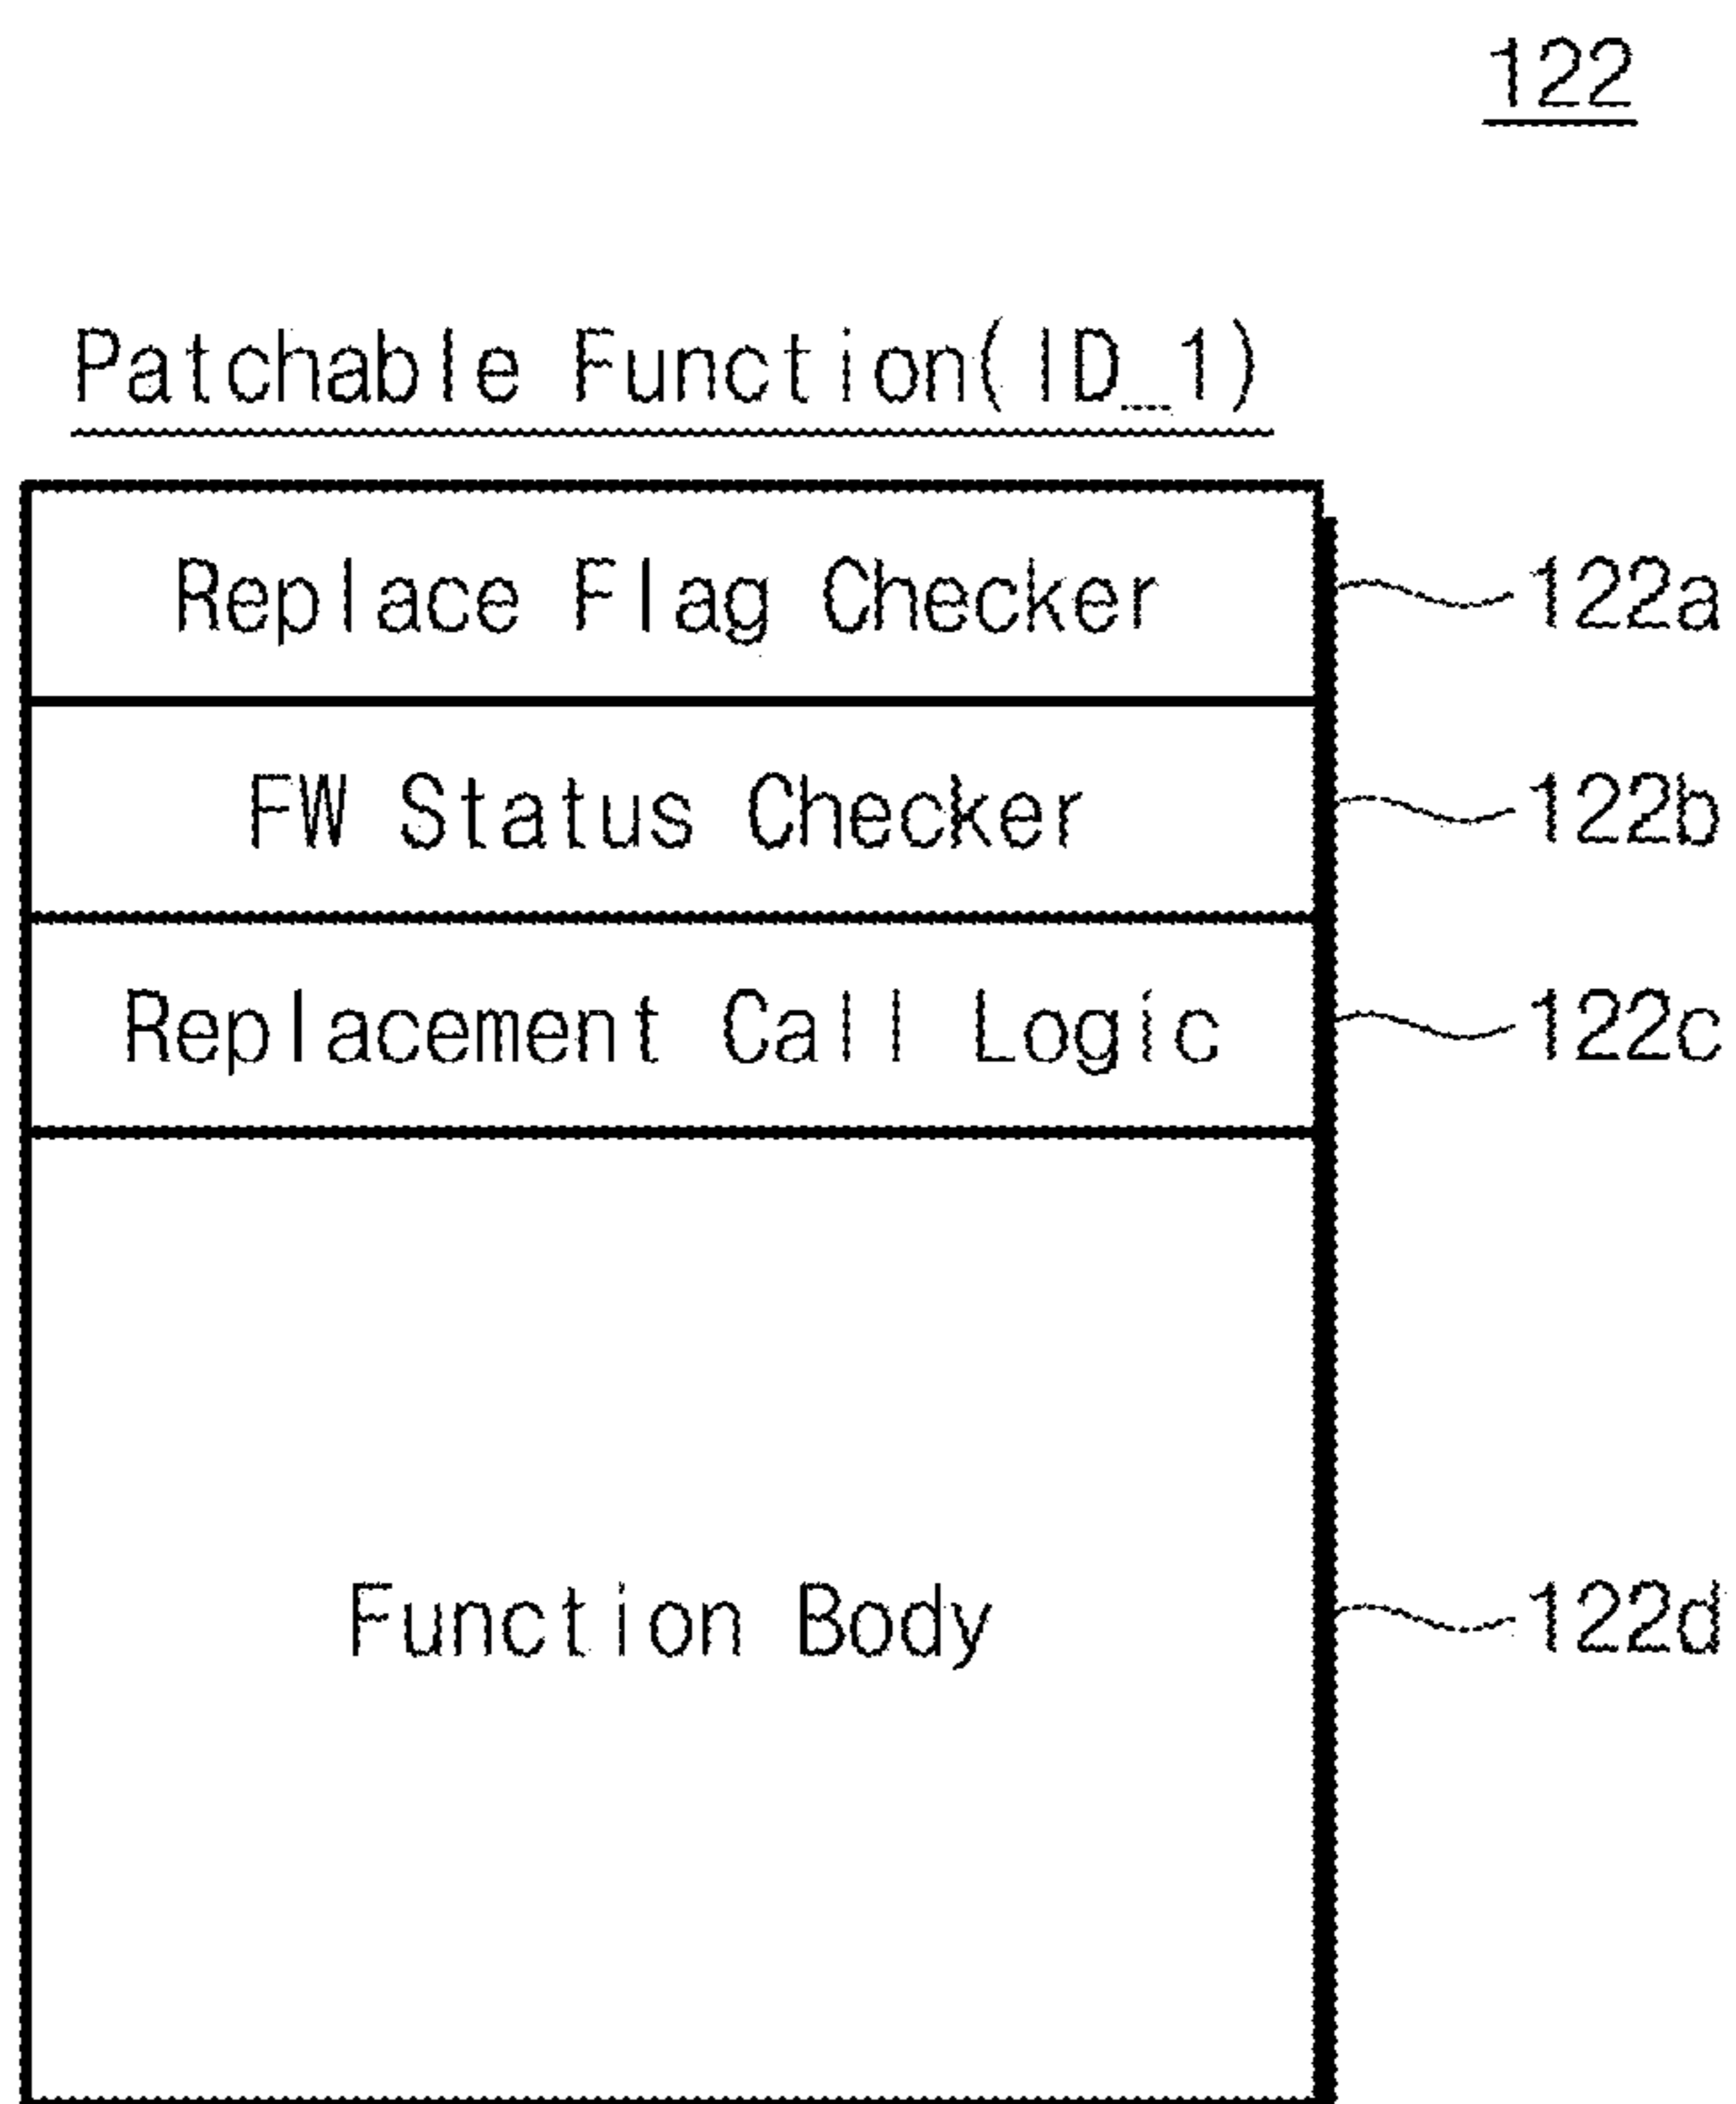 122
Patchable Function(ID_1)
Replace Flag Checker
122a
FW Status Checker
122b
Replacement Call Logic
122c
Function Body
122d